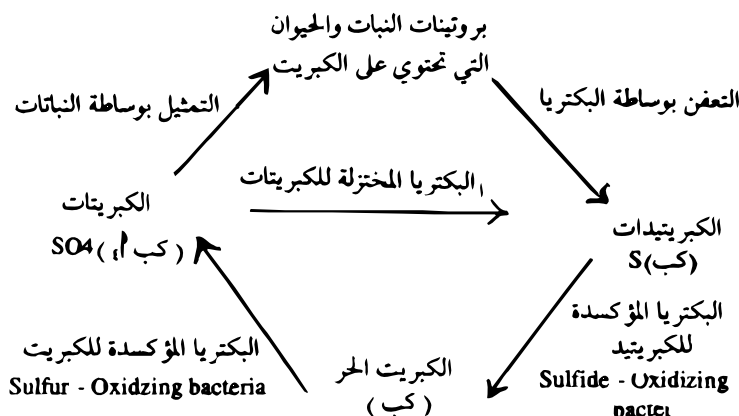 بروتينات النبات والحيوان
التي تحتوي على الكبريت
التمثيل بوساطة النباتات
التعفن بوساطة البكتريا
البكتريا المختزلة للكبريتات
الكبريتات
SO4 (كب أ٤)
الكبريتيدات
S(كب)
البكتريا المؤكسدة
للكبريتيد
Sulfide - Oxidizing
البكتريا المؤكسدة للكبريت
Sulfur - Oxidzing bacteria
الكبريت الحر
(كب)